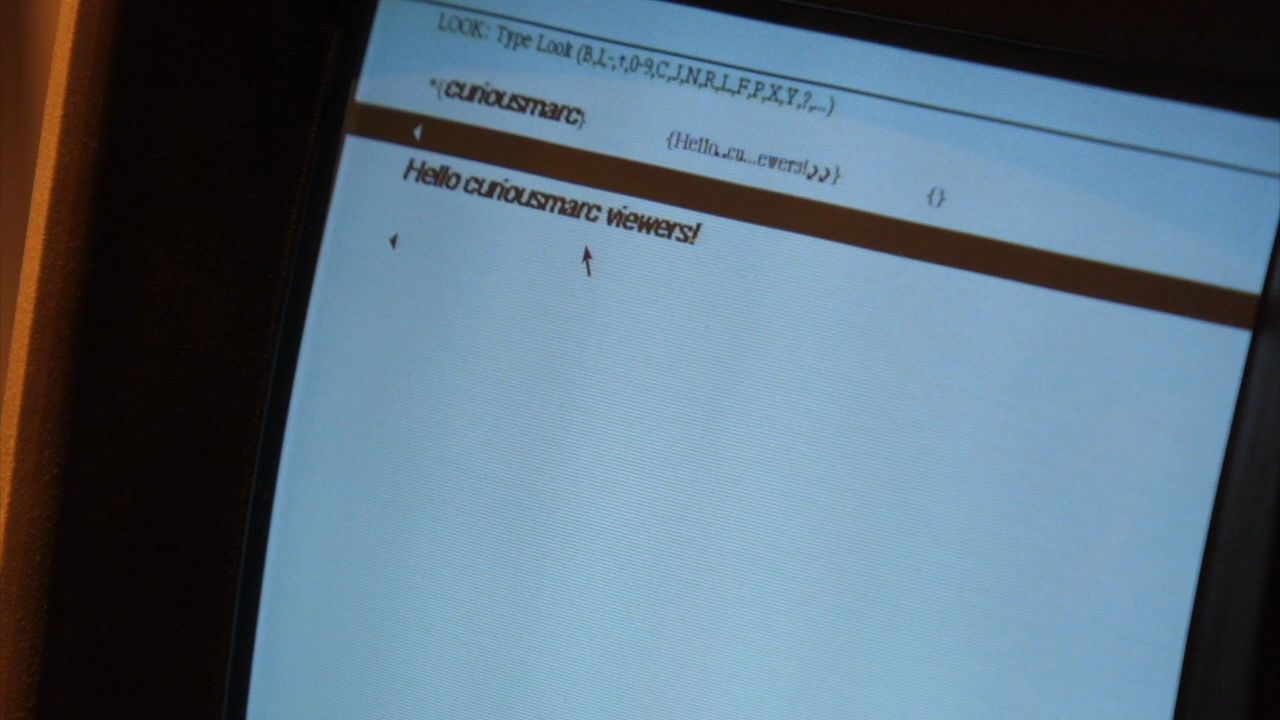 LOOK: Type Look (B,I,-,t,0-9,C,J,N,R,L,F,P,X,Y,?,...)
*{curiousmarc}
{Hello..cu...ewers!} {}
Hello curiousmarc viewers!